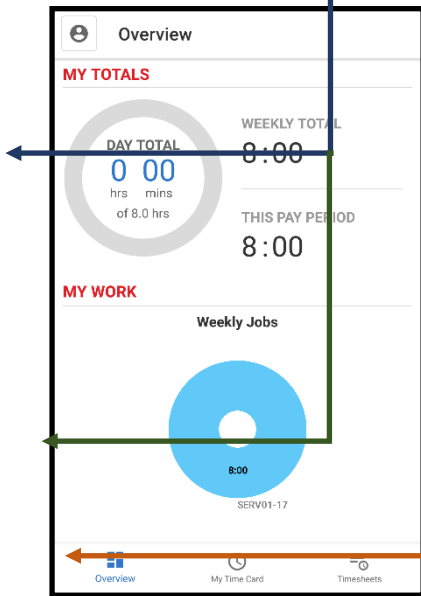 Overview
MY TOTALS
DAY TOTAL
0 00
hrs mins
of 8.0 hrs
WEEKLY TOTAL
8:00
THIS PAY PERIOD
8:00
MY WORK
Weekly Jobs
8:00
SERV01-17
Overview
My Time Card
Timesheets